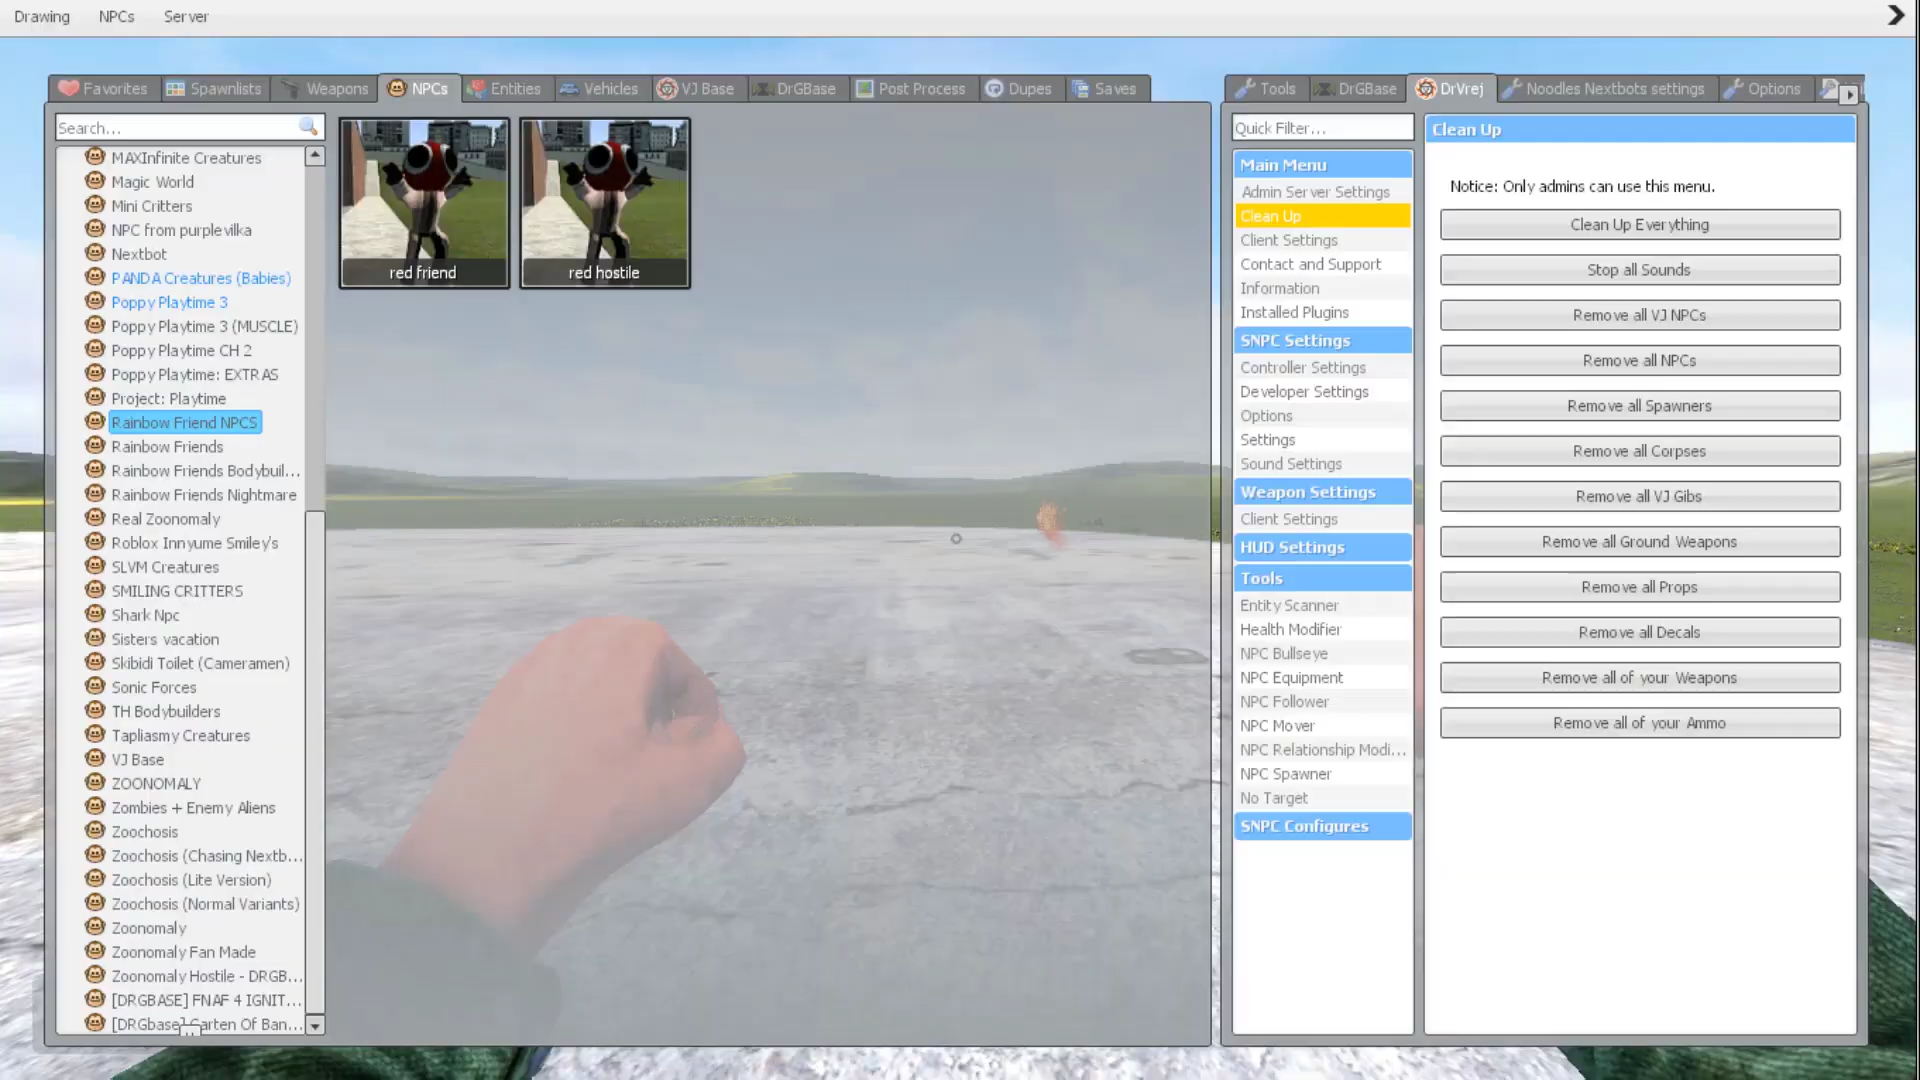 Drawing NPCs Server
Favorites Spawnlists Weapons NPCs Entities Vehicles VJ Base DrGBase Post Process Dupes Saves
Search...
MAXInfinite Creatures
Magic World
Mini Critters
NPC from purplevilka
Nextbot
PANDA Creatures (Babies)
Poppy Playtime 3
Poppy Playtime 3 (MUSCLE)
Poppy Playtime CH 2
Poppy Playtime: EXTRAS
Project: Playtime
Rainbow Friend NPCS
Rainbow Friends
Rainbow Friends Bodybuil...
Rainbow Friends Nightmare
Real Zoonomaly
Roblox Innyume Smiley's
SLVM Creatures
SMILING CRITTERS
Shark Npc
Sisters vacation
Skibidi Toilet (Cameramen)
Sonic Forces
TH Bodybuilders
Tapliasmy Creatures
VJ Base
ZOONOMALY
Zombies + Enemy Aliens
Zoochosis
Zoochosis (Chasing Nextb...
Zoochosis (Lite Version)
Zoochosis (Normal Variants)
Zoonomaly
Zoonomaly Fan Made
Zoonomaly Hostile - DRGB...
[DRGBASE] FNAF 4 IGNIT...
[DRGbase] Garten Of Ban...
red friend
red hostile
Tools DrGBase DrVrej Noodles Nextbots settings Options
Quick Filter...
Main Menu
Admin Server Settings
Clean Up
Client Settings
Contact and Support
Information
Installed Plugins
SNPC Settings
Controller Settings
Developer Settings
Options
Settings
Sound Settings
Weapon Settings
Client Settings
HUD Settings
Tools
Entity Scanner
Health Modifier
NPC Bullseye
NPC Equipment
NPC Follower
NPC Mover
NPC Relationship Modi...
NPC Spawner
No Target
SNPC Configures
Clean Up
Notice: Only admins can use this menu.
Clean Up Everything
Stop all Sounds
Remove all VJ NPCs
Remove all NPCs
Remove all Spawners
Remove all Corpses
Remove all VJ Gibs
Remove all Ground Weapons
Remove all Props
Remove all Decals
Remove all of your Weapons
Remove all of your Ammo